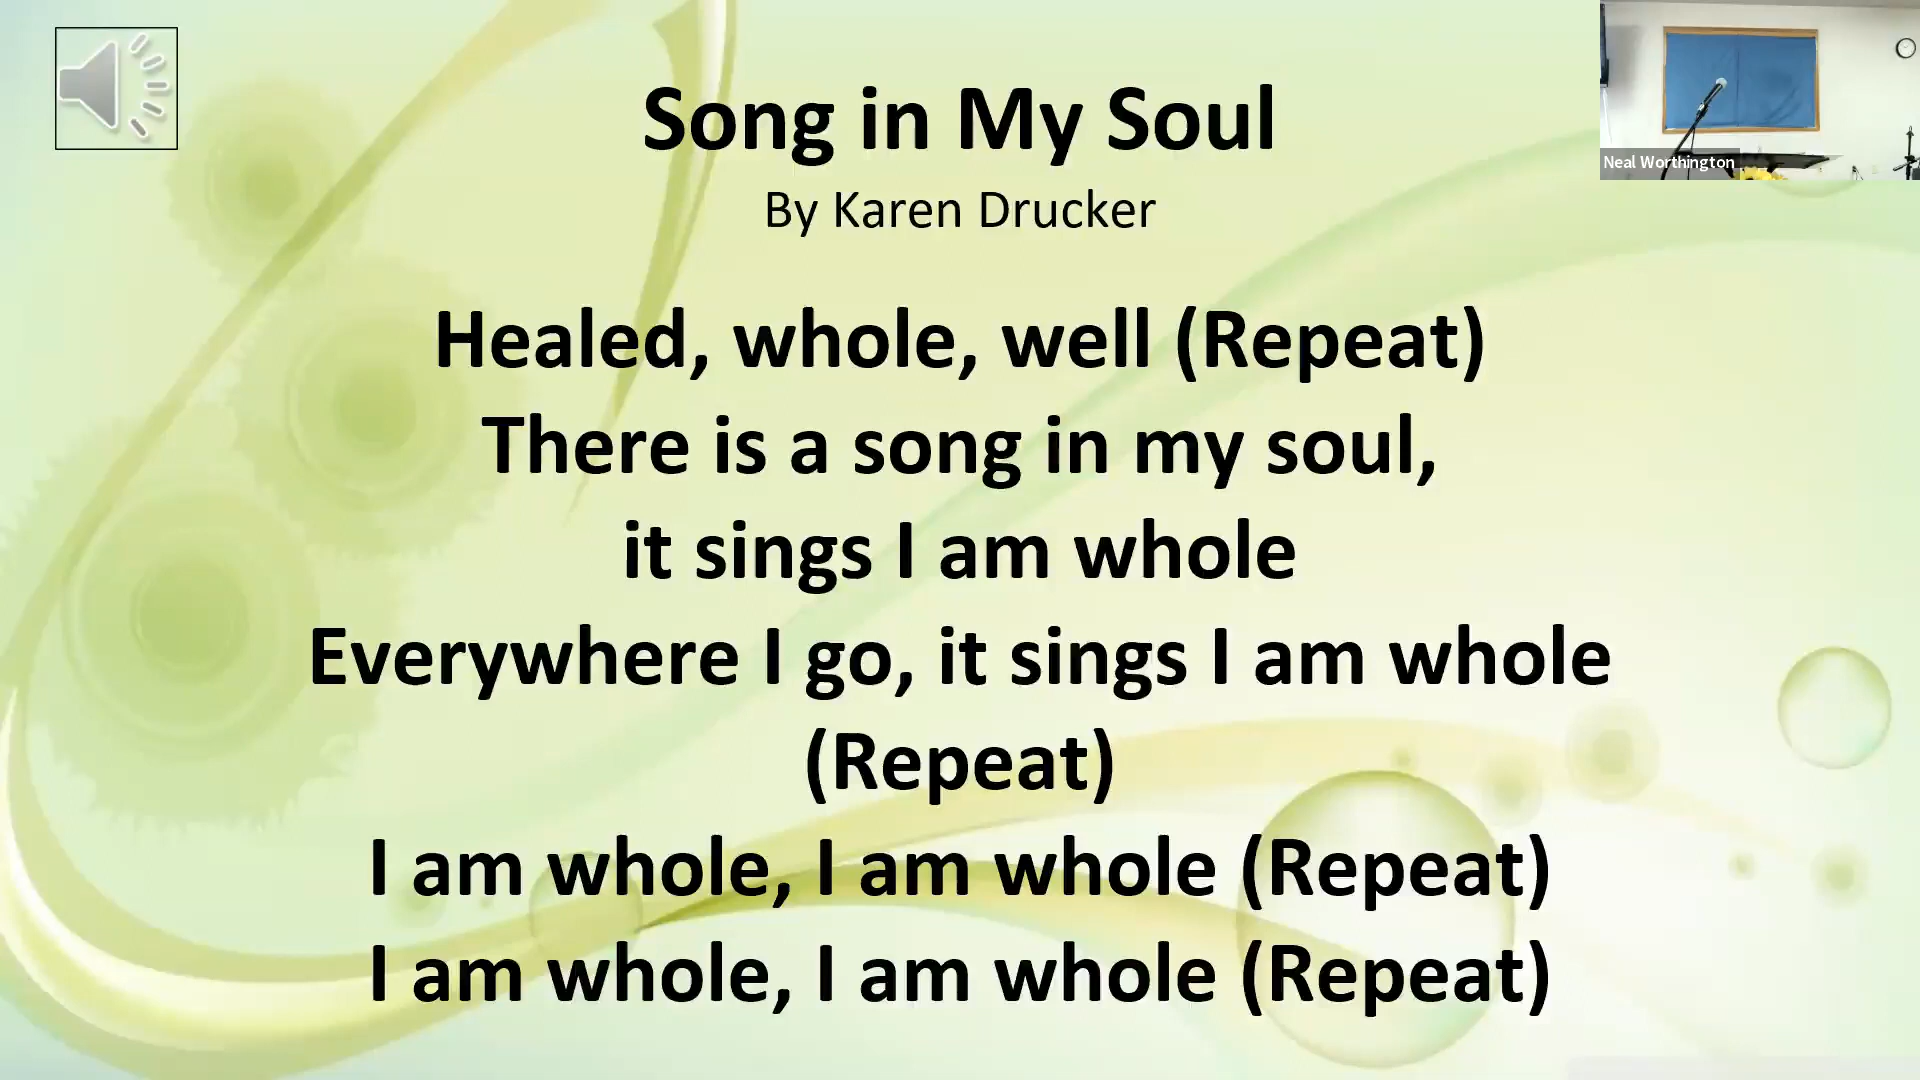 Song in My Soul
By Karen Drucker
Healed, whole, well (Repeat)
There is a song in my soul,
it sings I am whole
Everywhere I go, it sings I am whole
(Repeat)
I am whole, I am whole (Repeat)
I am whole, I am whole (Repeat)
Neal Worthington